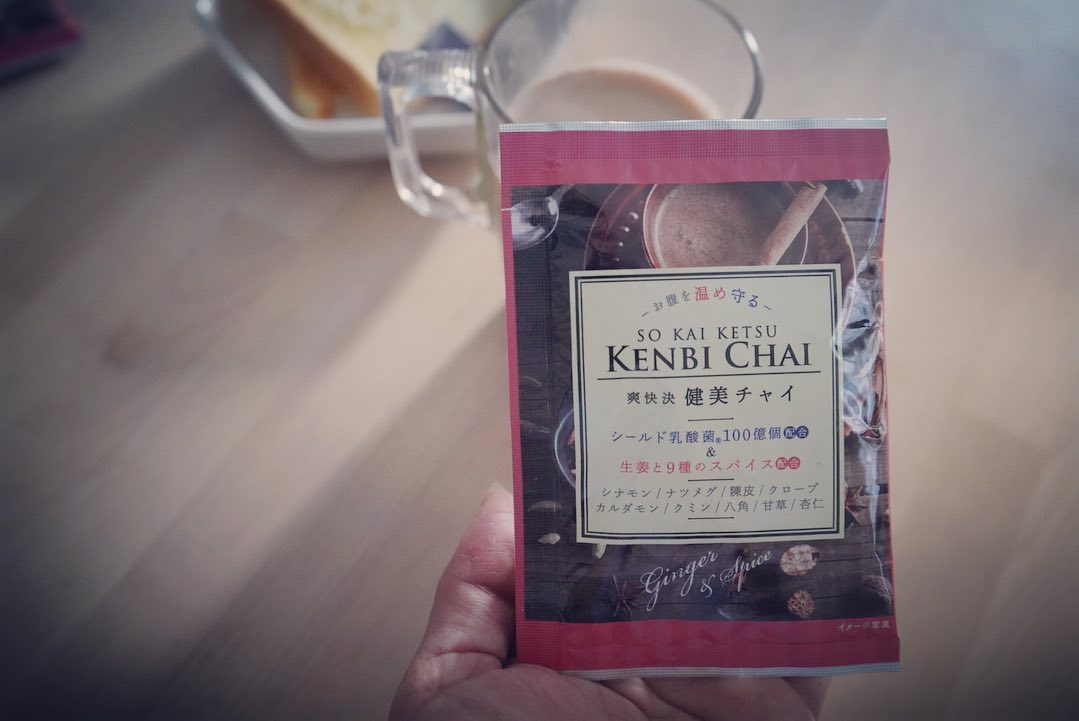 お腹を温め守る
SO KAI KETSU
KENBI CHAI
爽快決 健美チャイ
シールド乳酸菌®100億個配合
&
生姜と9種のスパイス配合
シナモン/ナツメグ/陳皮/クローブ
カルダモン/クミン/八角/甘草/杏仁
Ginger
& Spice
イメージ写真